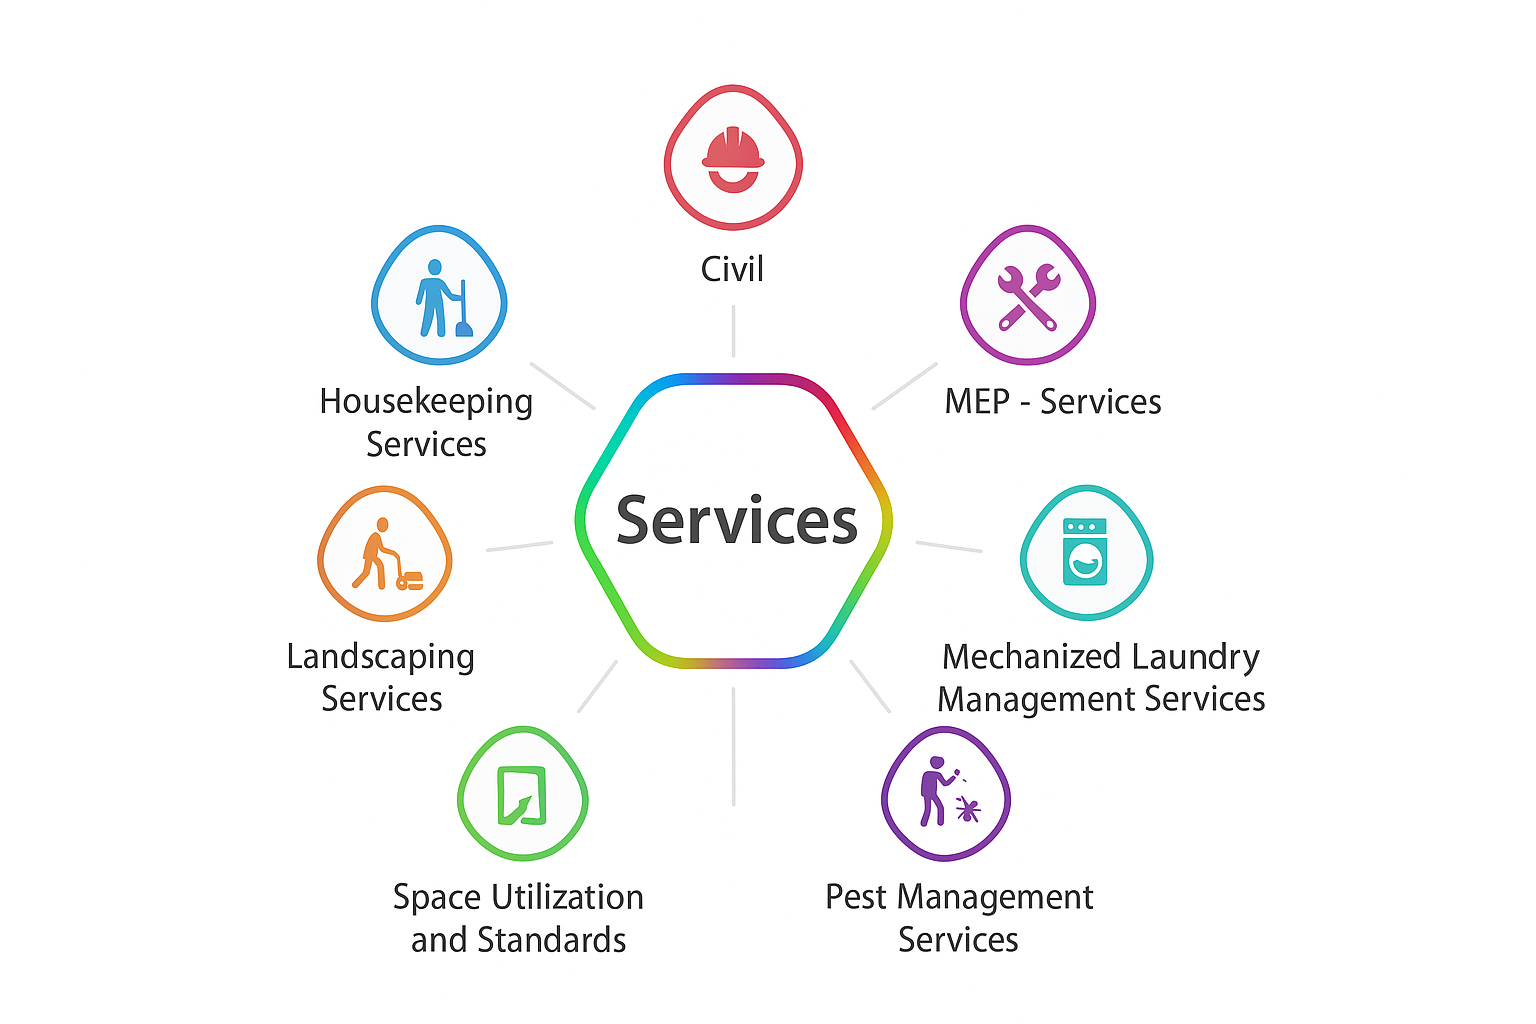 Civil
Housekeeping
Services
MEP - Services
Services
Landscaping
Services
Mechanized Laundry
Management Services
Space Utilization
and Standards
Pest Management
Services